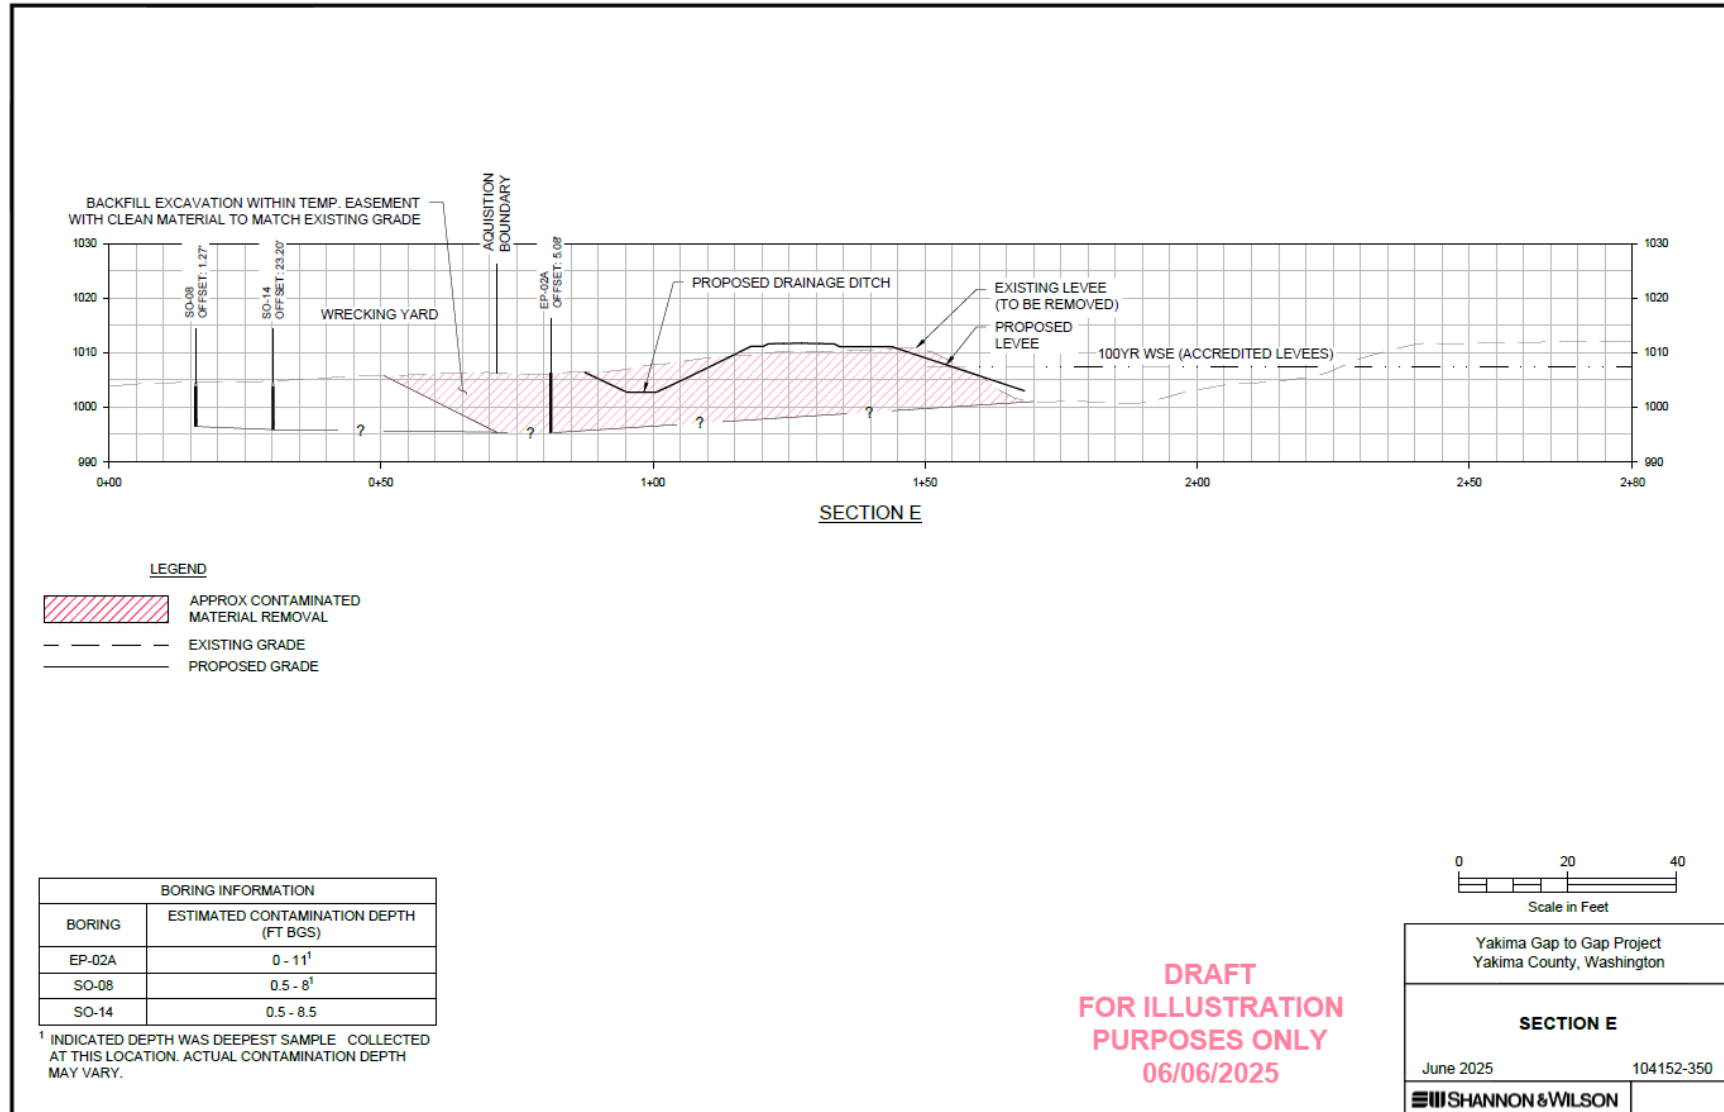 BACKFILL EXCAVATION WITHIN TEMP. EASEMENT
WITH CLEAN MATERIAL TO MATCH EXISTING GRADE
AQUISITION
BOUNDARY
1030
1020
1010
1000
990
SO-08
OFFSET: 1.27'
SO-14
OFFSET: 23.20'
WRECKING YARD
EP-02A
OFFSET: 5.08'
PROPOSED DRAINAGE DITCH
EXISTING LEVEE
(TO BE REMOVED)
PROPOSED
LEVEE
100YR WSE (ACCREDITED LEVEES)
?
?
?
?
1030
1020
1010
1000
990
0+00
0+50
1+00
1+50
2+00
2+50
2+80
SECTION E
LEGEND
APPROX CONTAMINATED
MATERIAL REMOVAL
EXISTING GRADE
PROPOSED GRADE
BORING INFORMATION
BORING
ESTIMATED CONTAMINATION DEPTH
(FT BGS)
EP-02A 0 - 11¹
SO-08 0.5 - 8¹
SO-14 0.5 - 8.5
¹ INDICATED DEPTH WAS DEEPEST SAMPLE COLLECTED
AT THIS LOCATION. ACTUAL CONTAMINATION DEPTH
MAY VARY.
DRAFT
FOR ILLUSTRATION
PURPOSES ONLY
06/06/2025
0 20 40
Scale in Feet
Yakima Gap to Gap Project
Yakima County, Washington
SECTION E
June 2025 104152-350
SHANNON & WILSON